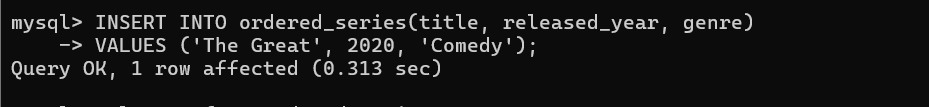 mysql> INSERT INTO ordered_series(title, released_year, genre)
    -> VALUES ('The Great', 2020, 'Comedy');
Query OK, 1 row affected (0.313 sec)